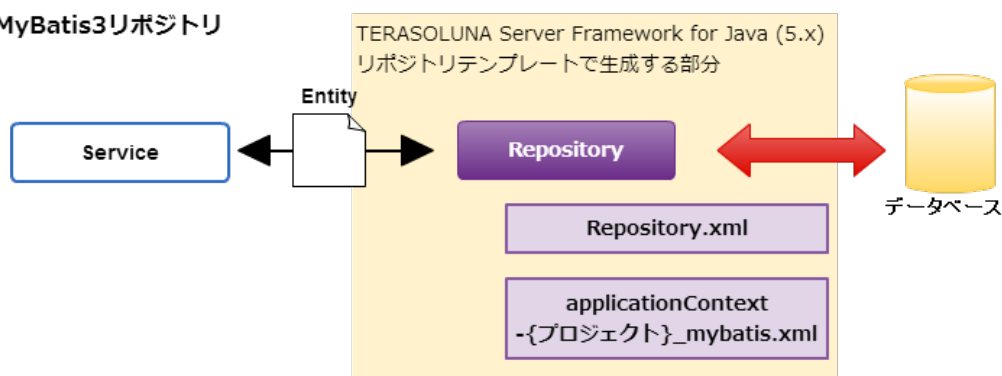 MyBatis3リポジトリ
TERASOLUNA Server Framework for Java (5.x)
リポジトリテンプレートで生成する部分
Entity
Service
Repository
データベース
Repository.xml
applicationContext
-{プロジェクト}_mybatis.xml